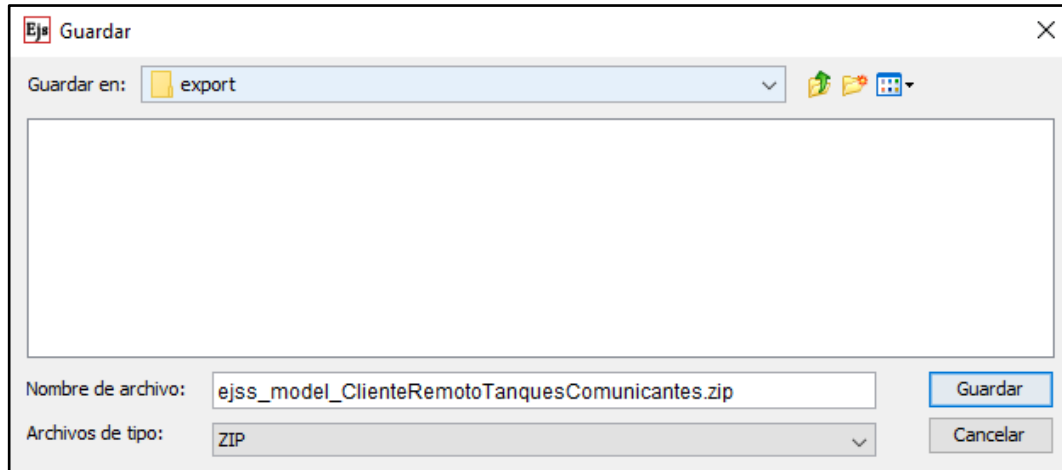 Ejs Guardar
Guardar en: export
Nombre de archivo: ejss_model_ClienteRemotoTanquesComunicantes.zip Guardar
Archivos de tipo: ZIP Cancelar